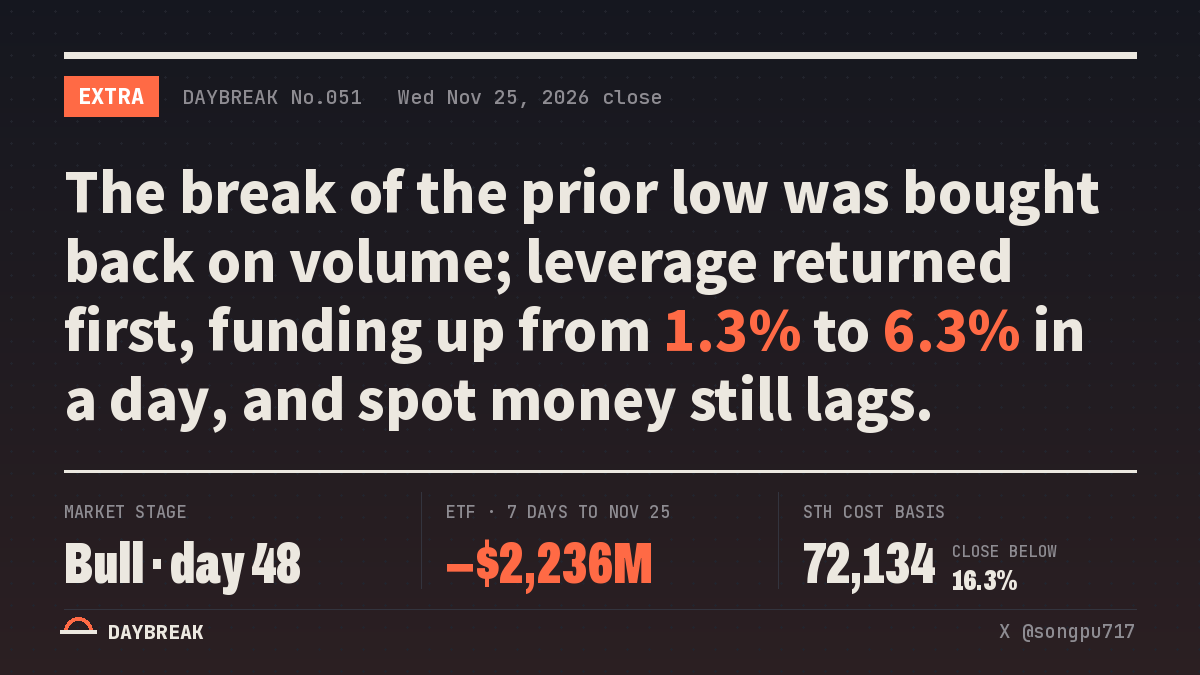 EXTRA DAYBREAK No.051 Wed Nov 25, 2026 close
The break of the prior low was bought
back on volume; leverage returned
first, funding up from 1.3% to 6.3% in
a day, and spot money still lags.
MARKET STAGE
Bull · day 48
ETF · 7 DAYS TO NOV 25
−$2,236M
STH COST BASIS
72,134
CLOSE BELOW
16.3%
DAYBREAK
X @songpu717